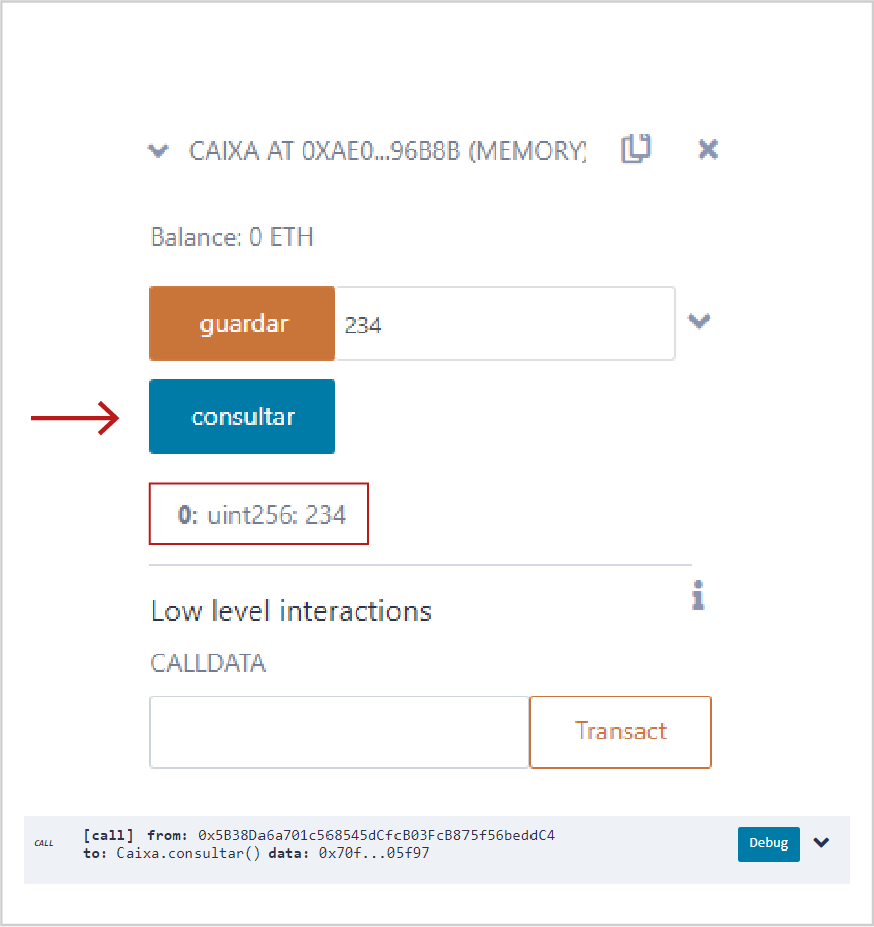 CAIXA AT 0XAE0...96B8B (MEMORY)
Balance: 0 ETH
guardar 234
consultar
0: uint256: 234
Low level interactions
CALLDATA
Transact
CALL [call] from: 0x5B38Da6a701c568545dCfcB03FcB875f56beddC4
to: Caixa.consultar() data: 0x70f...05f97
Debug